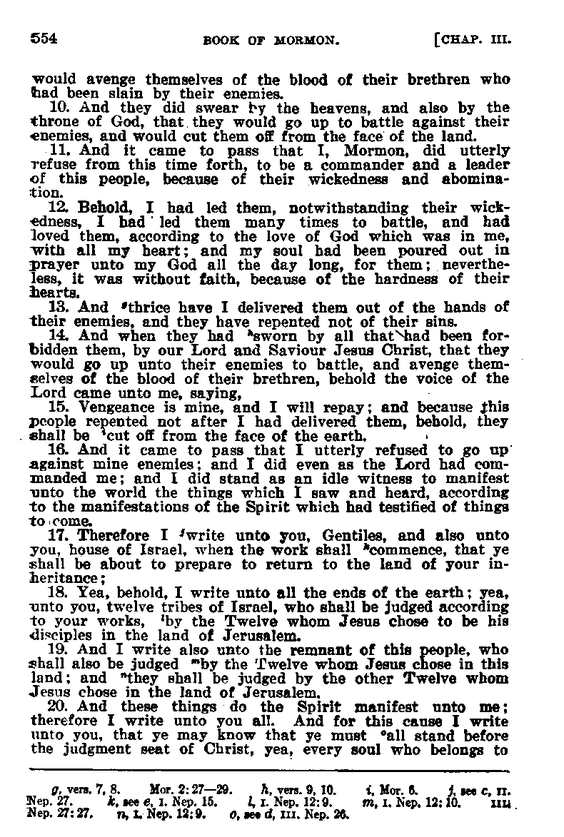 554 BOOK OF MORMON. [CHAP. III.
would avenge themselves of the blood of their brethren who
had been slain by their enemies.
10. And they did swear by the heavens, and also by the
throne of God, that they would go up to battle against their
enemies, and would cut them off from the face of the land.
11. And it came to pass that I, Mormon, did utterly
refuse from this time forth, to be a commander and a leader
of this people, because of their wickedness and abomina-
tion.
12. Behold, I had led them, notwithstanding their wick-
edness, I had led them many times to battle, and had
loved them, according to the love of God which was in me,
with all my heart; and my soul had been poured out in
prayer unto my God all the day long, for them; neverthe-
less, it was without faith, because of the hardness of their
hearts.
13. And ᵍthrice have I delivered them out of the hands of
their enemies, and they have repented not of their sins.
14. And when they had ʰsworn by all that had been for-
bidden them, by our Lord and Saviour Jesus Christ, that they
would go up unto their enemies to battle, and avenge them-
selves of the blood of their brethren, behold the voice of the
Lord came unto me, saying,
15. Vengeance is mine, and I will repay; and because this
people repented not after I had delivered them, behold, they
shall be ⁱcut off from the face of the earth.
16. And it came to pass that I utterly refused to go up
against mine enemies; and I did even as the Lord had com-
manded me; and I did stand as an idle witness to manifest
unto the world the things which I saw and heard, according
to the manifestations of the Spirit which had testified of things
to come.
17. Therefore I ʲwrite unto you, Gentiles, and also unto
you, house of Israel, when the work shall ᵏcommence, that ye
shall be about to prepare to return to the land of your in-
heritance;
18. Yea, behold, I write unto all the ends of the earth; yea,
unto you, twelve tribes of Israel, who shall be judged according
to your works, ˡby the Twelve whom Jesus chose to be his
disciples in the land of Jerusalem.
19. And I write also unto the remnant of this people, who
shall also be judged ᵐby the Twelve whom Jesus chose in this
land; and ⁿthey shall be judged by the other Twelve whom
Jesus chose in the land of Jerusalem.
20. And these things do the Spirit manifest unto me;
therefore I write unto you all. And for this cause I write
unto you, that ye may know that ye must ᵒall stand before
the judgment seat of Christ, yea, every soul who belongs to
g, vers. 7, 8. Mor. 2:27—29. h, vers. 9, 10. i, Mor. 6. j, see c, II.
Nep. 27. k, see e, I. Nep. 15. l, I. Nep. 12:9. m, I. Nep. 12:10. III.
Nep. 27:27. n, I. Nep. 12:9. o, see d, III. Nep. 26.